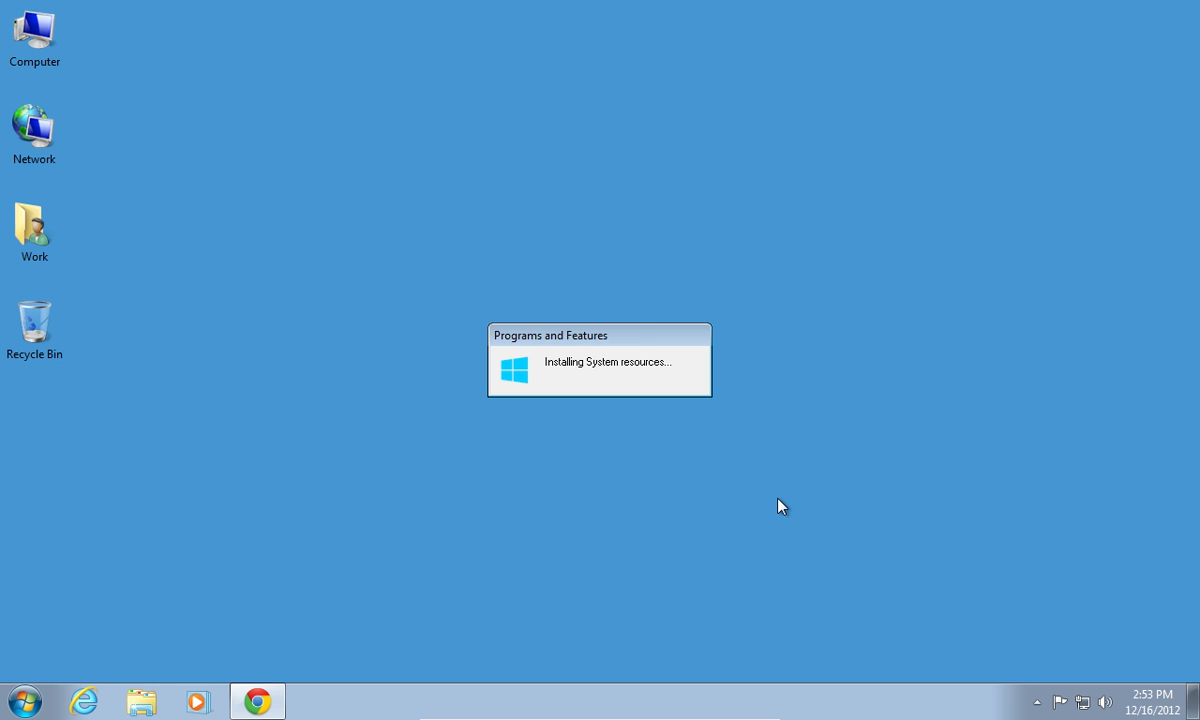 Computer
Network
Work
Recycle Bin
Programs and Features
Installing System resources...
2:53 PM
12/16/2012